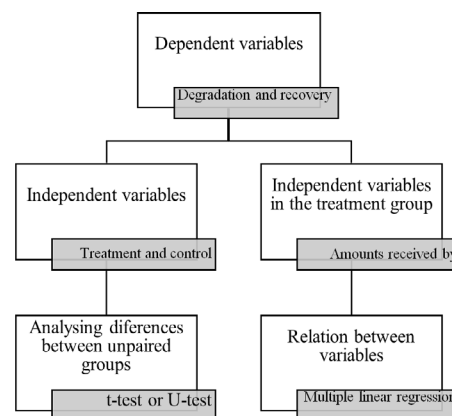 Dependent variables
Degradation and recovery
Independent variables
Treatment and control
Independent variables
in the treatment group
Amounts received by
Analysing diferences
between unpaired
groups
t-test or U-test
Relation between
variables
Multiple linear regression